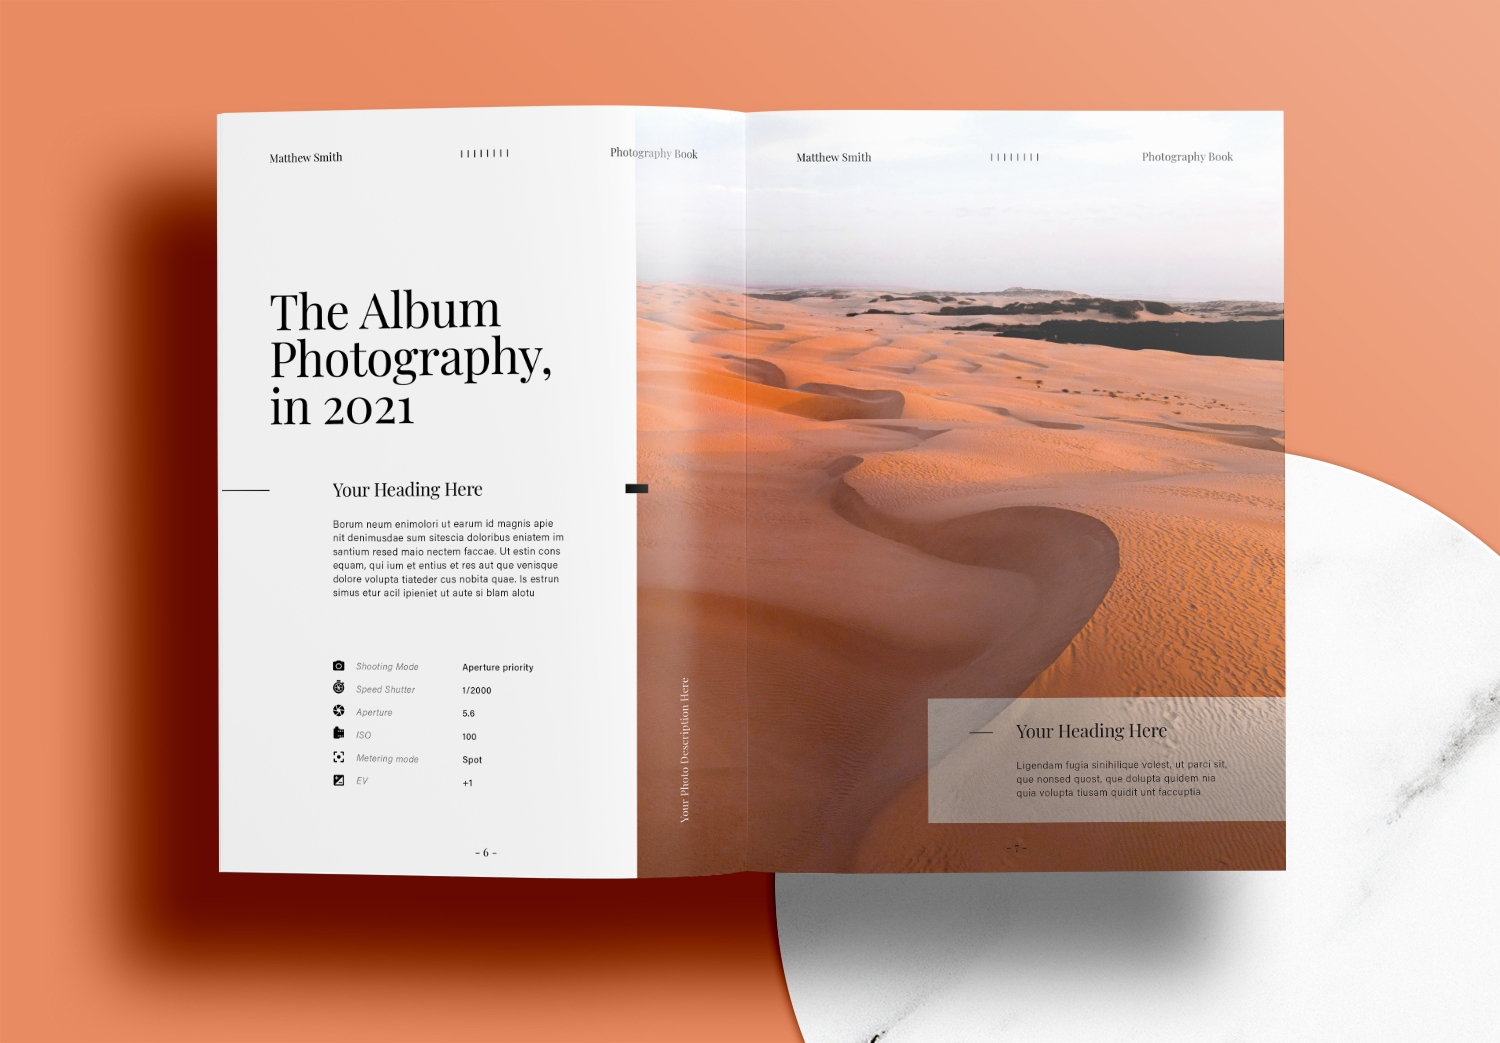 Matthew Smith
Photography Book
The Album
Photography,
in 2021
Your Heading Here
Borum neum enimolori ut earum id magnis apie
nit denimusdae sum sitescia doloribus eniatem im
santium resed maio nectem faccae. Ut estin cons
equam, qui ium et entius et res aut que venisque
dolore volupta tiateder cus nobita quae. Is estrun
simus etur acil ipieniet ut aute si blam alotu
Shooting Mode Aperture priority
Speed Shutter 1/2000
Aperture 5.6
ISO 100
Metering mode Spot
EV +1
- 6 -
Your Photo Description Here
Matthew Smith
Photography Book
Your Heading Here
Ligendam fugia sinihilique volest, ut parci sit,
que nonsed quost, que dolupta quidem nia
quia volupta tiusam quidit unt faccuptia
- 7 -